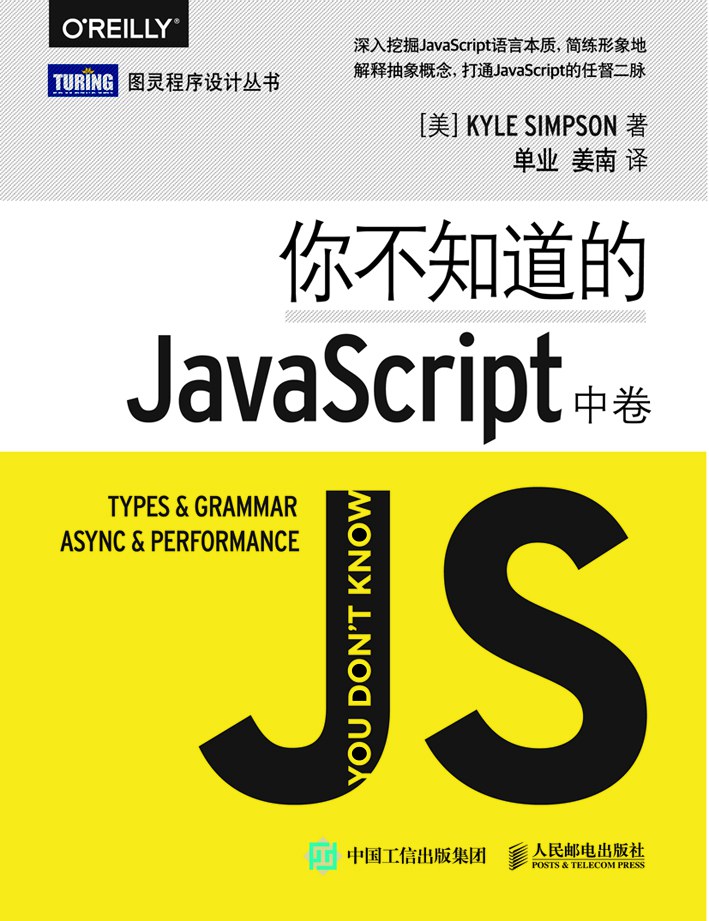 O'REILLY®
TURING 图灵程序设计丛书
深入挖掘JavaScript语言本质，简练形象地
解释抽象概念，打通JavaScript的任督二脉
[美] KYLE SIMPSON 著
单业 姜南 译
你不知道的
JavaScript 中卷
TYPES & GRAMMAR
ASYNC & PERFORMANCE
JS
YOU DON'T KNOW
中国工信出版集团
人民邮电出版社
POSTS & TELECOM PRESS